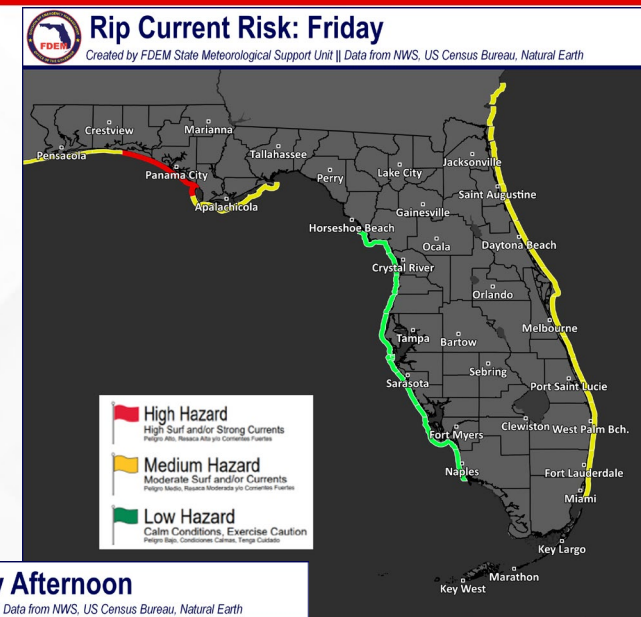 Rip Current Risk: Friday
FDEM
Created by FDEM State Meteorological Support Unit || Data from NWS, US Census Bureau, Natural Earth
Crestview
Marianna
Pensacola
Panama City
Tallahassee
Apalachicola
Perry
Lake City
Jacksonville
Saint Augustine
Gainesville
Horseshoe Beach
Ocala
Daytona Beach
Crystal River
Orlando
Melbourne
Tampa
Bartow
Sebring
Sarasota
Port Saint Lucie
Fort Myers
Clewiston
West Palm Bch.
Naples
Fort Lauderdale
Miami
Key Largo
Marathon
Key West
High Hazard
High Surf and/or Strong Currents
Peligro Alto, Resaca Alta y/o Corrientes Fuertes
Medium Hazard
Moderate Surf and/or Currents
Peligro Medio, Resaca Moderada y/o Corrientes Fuertes
Low Hazard
Calm Conditions, Exercise Caution
Peligro Bajo, Condiciones Calmas, Tenga Cuidado
Afternoon
Data from NWS, US Census Bureau, Natural Earth